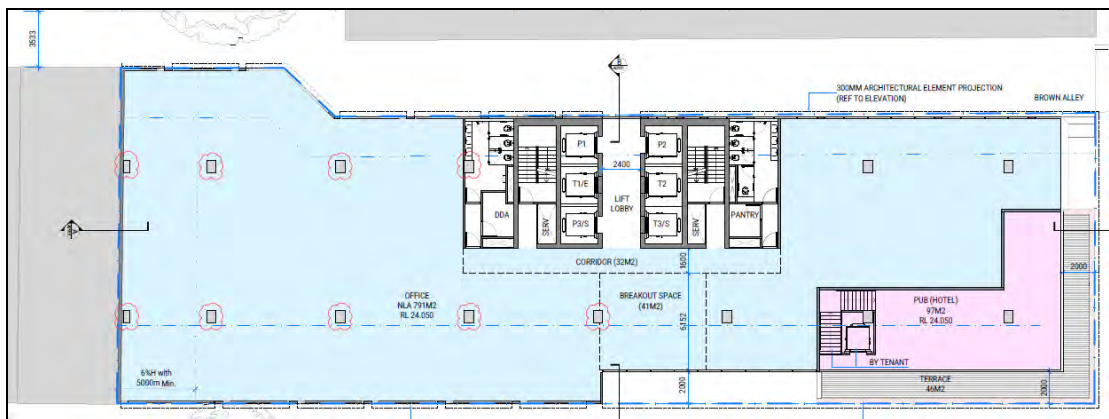 3533
300MM ARCHITECTURAL ELEMENT PROJECTION
(REF TO ELEVATION)
BROWN ALLEY
P1
P2
2400
T1/E
T2
LIFT
LOBBY
DDA
SERV
P3/S
T3/S
SERV
PANTRY
CORRIDOR (32M2)
1600
2000
OFFICE
NLA 791M2
RL 24.050
BREAKOUT SPACE
(41M2)
6152
PUB (HOTEL)
97M2
RL 24.050
BY TENANT
6%H with
5000m Min.
2000
TERRACE
46M2
2000